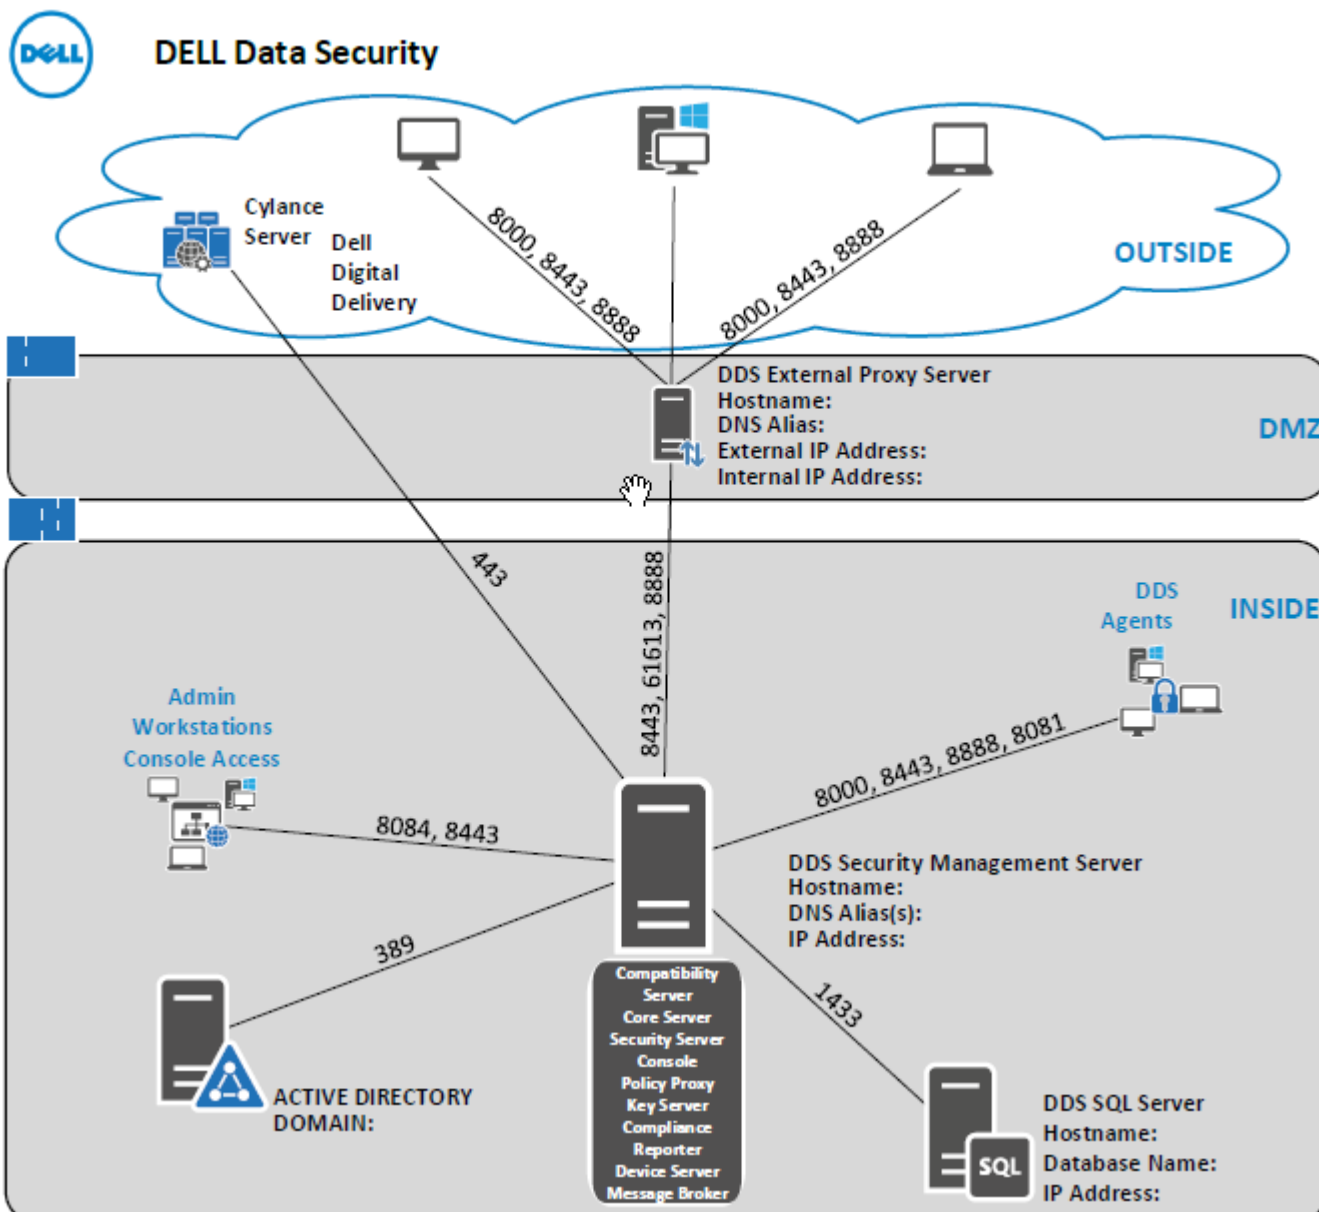 DELL
DELL Data Security
Cylance
Server
Dell
Digital
Delivery
8000, 8443, 8888
8000, 8443, 8888
OUTSIDE
DDS External Proxy Server
Hostname:
DNS Alias:
External IP Address:
Internal IP Address:
DMZ
443
8443, 61613, 8888
DDS
Agents
INSIDE
Admin
Workstations
Console Access
8000, 8443, 8888, 8081
8084, 8443
DDS Security Management Server
Hostname:
DNS Alias(s):
IP Address:
389
1433
Compatibility
Server
Core Server
Security Server
Console
Policy Proxy
Key Server
Compliance
Reporter
Device Server
Message Broker
ACTIVE DIRECTORY
DOMAIN:
SQL
DDS SQL Server
Hostname:
Database Name:
IP Address: